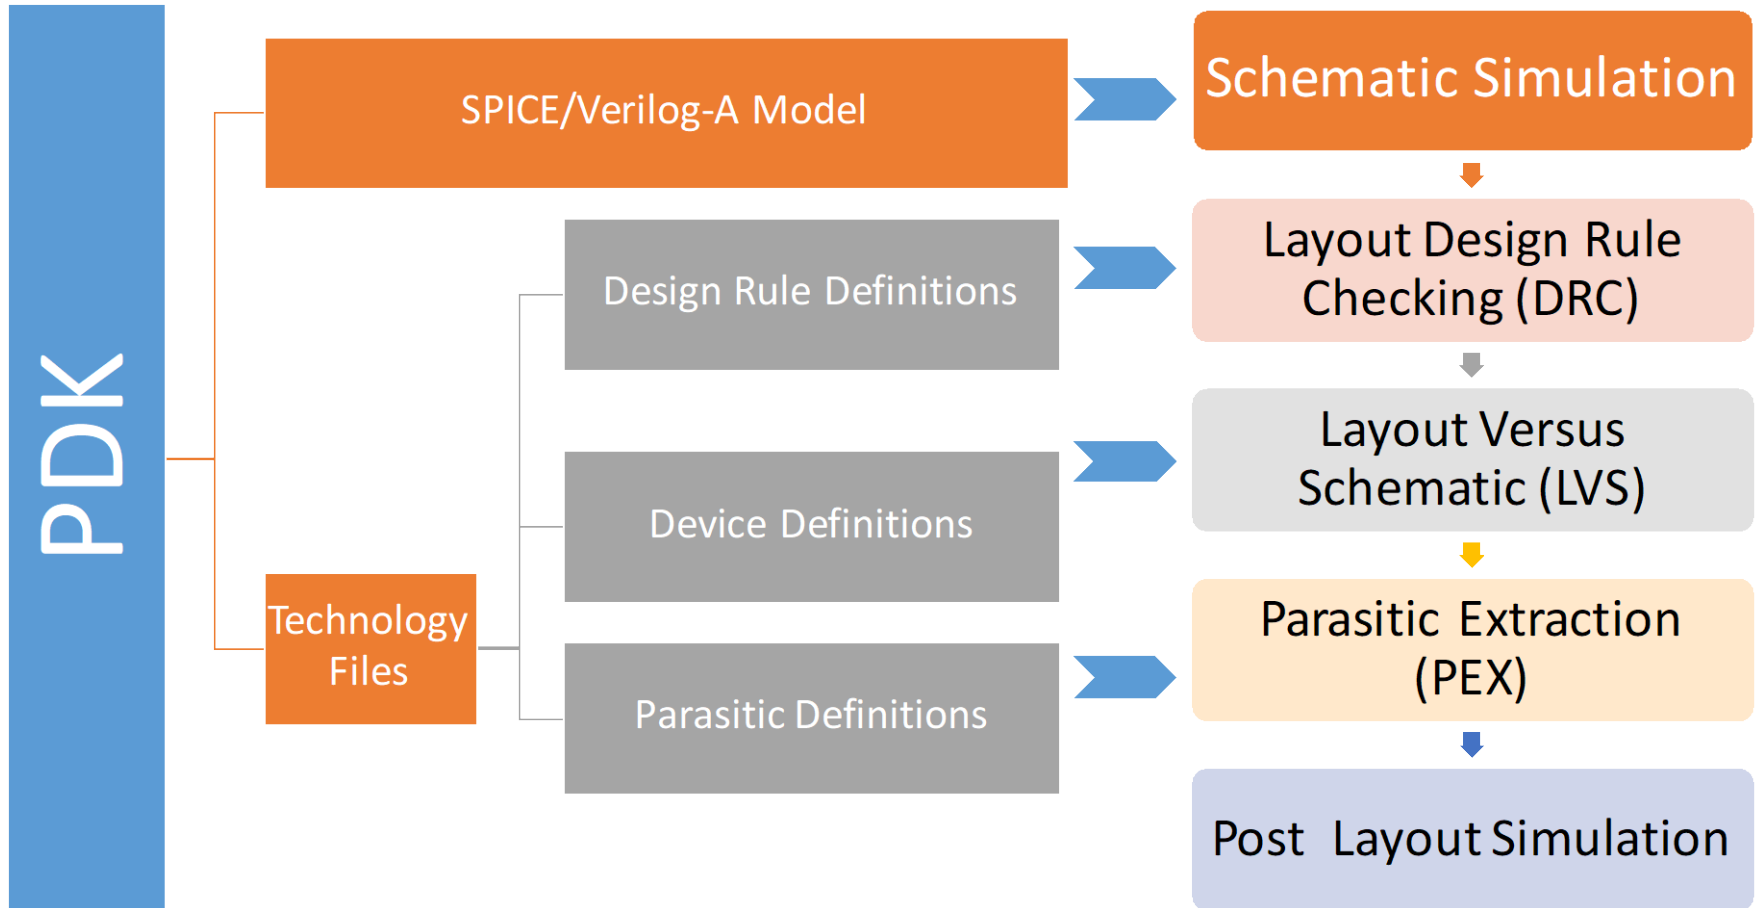 PDK
SPICE/Verilog-A Model
Schematic Simulation
Design Rule Definitions
Layout Design Rule
Checking (DRC)
Device Definitions
Layout Versus
Schematic (LVS)
Technology
Files
Parasitic Definitions
Parasitic Extraction
(PEX)
Post Layout Simulation